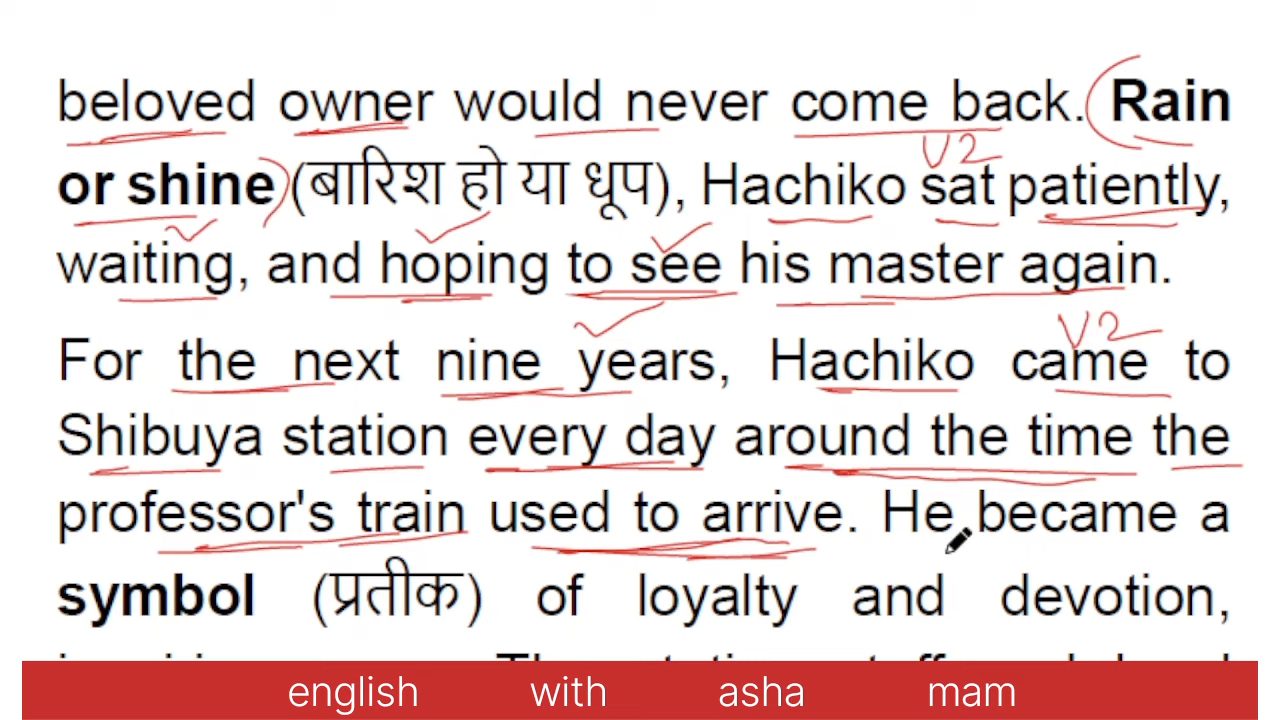 beloved owner would never come back. Rain
or shine (बारिश हो या धूप), Hachiko sat patiently,
V2
waiting, and hoping to see his master again.
For the next nine years, Hachiko came to
V2
Shibuya station every day around the time the
professor's train used to arrive. He became a
symbol (प्रतीक) of loyalty and devotion,
english with asha mam